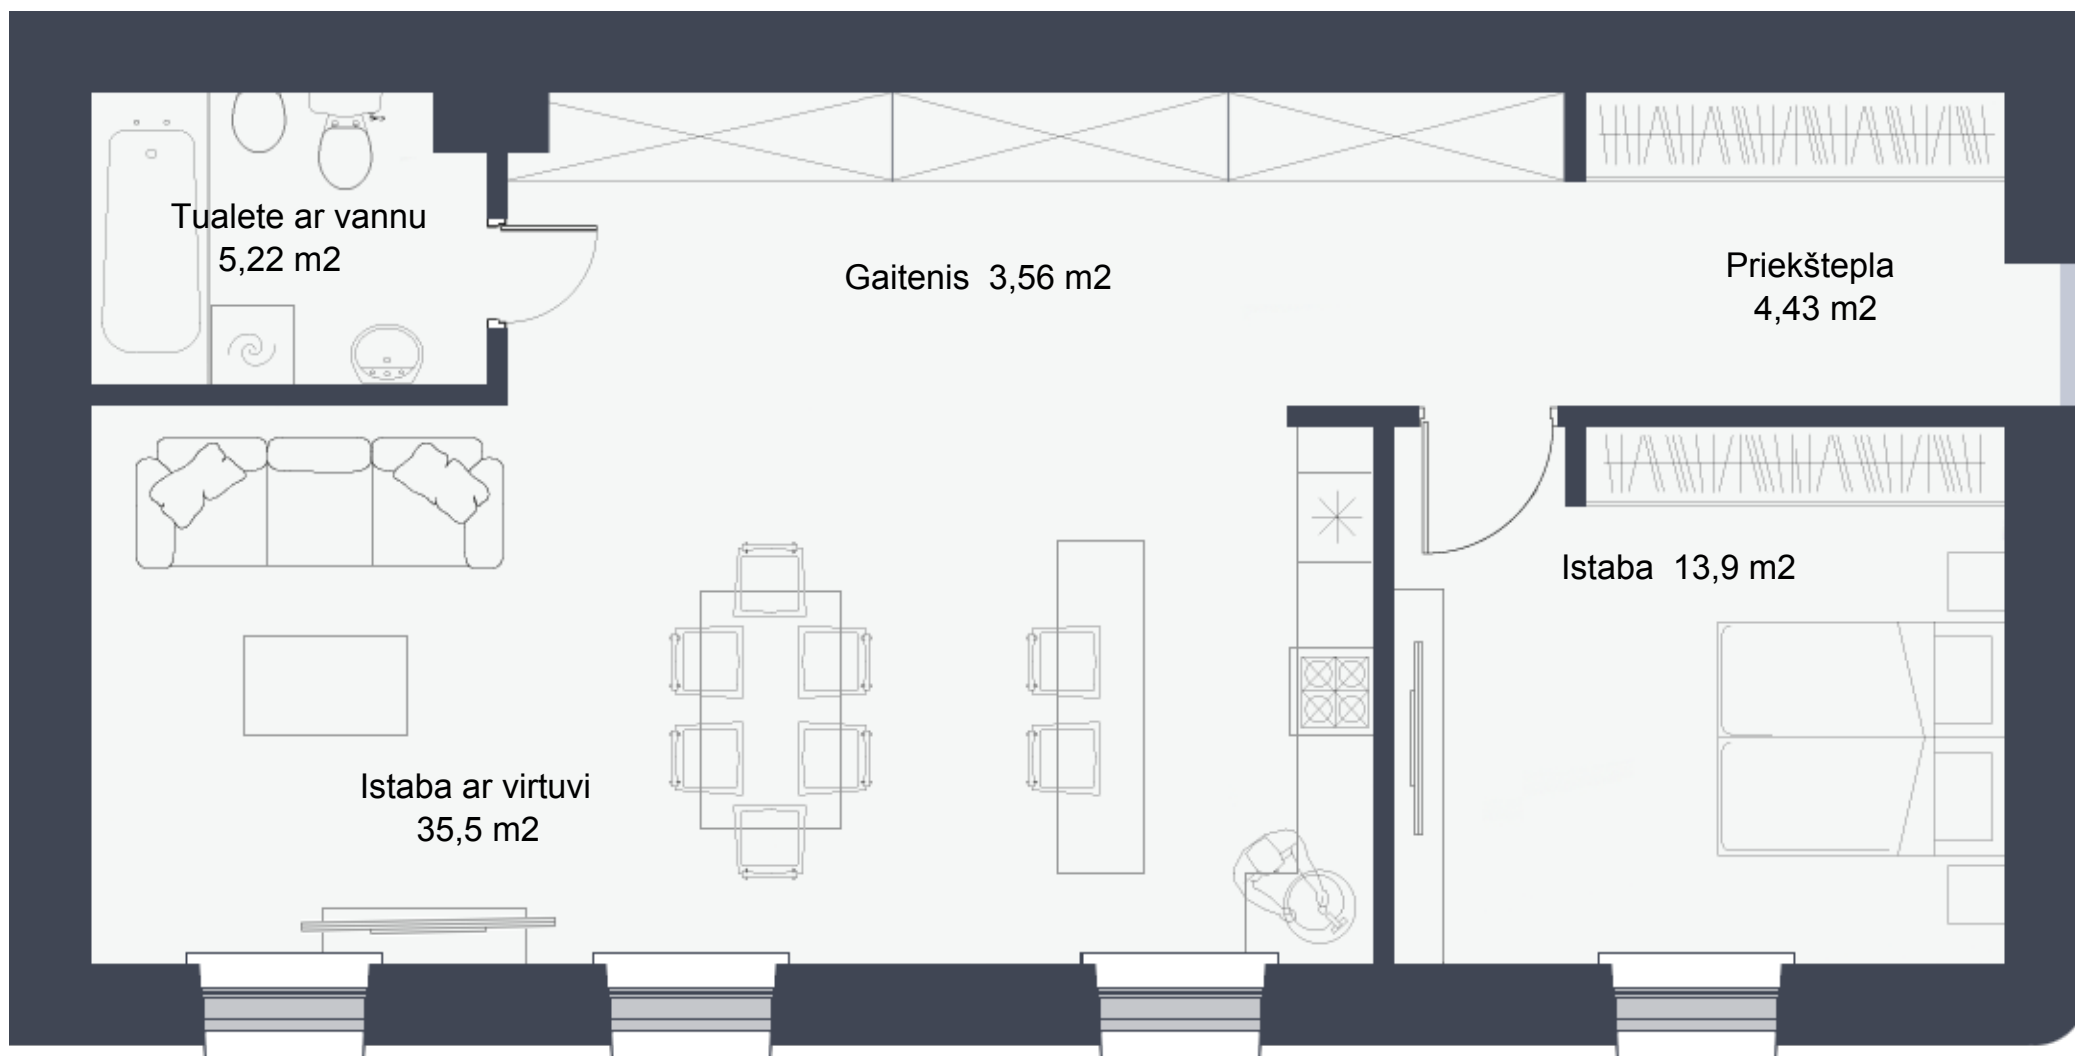 Tualete ar vannu
5,22 m2
Gaitenis  3,56 m2
Priekštepla
4,43 m2
Istaba  13,9 m2
Istaba ar virtuvi
35,5 m2